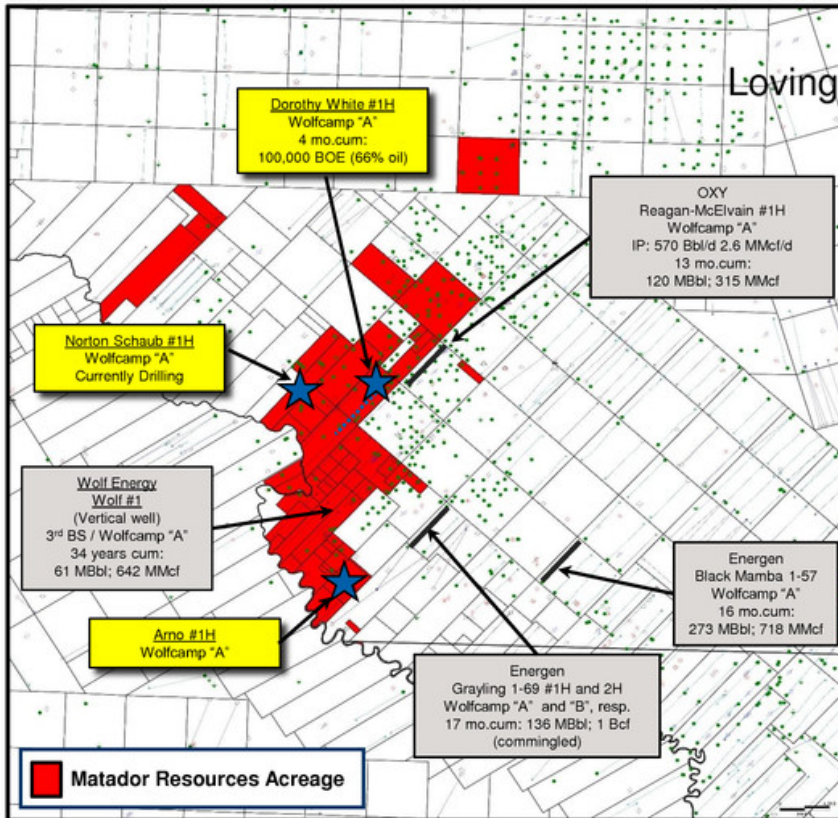 Loving
Dorothy White #1H
Wolfcamp "A"
4 mo.cum:
100,000 BOE (66% oil)
OXY
Reagan-McElvain #1H
Wolfcamp "A"
IP: 570 Bbl/d 2.6 MMcf/d
13 mo.cum:
120 MBbl; 315 MMcf
Norton Schaub #1H
Wolfcamp "A"
Currently Drilling
Wolf Energy
Wolf #1
(Vertical well)
3rd BS / Wolfcamp "A"
34 years cum:
61 MBbl; 642 MMcf
Energen
Black Mamba 1-57
Wolfcamp "A"
16 mo.cum:
273 MBbl; 718 MMcf
Arno #1H
Wolfcamp "A"
Energen
Grayling 1-69 #1H and 2H
Wolfcamp "A" and "B", resp.
17 mo.cum: 136 MBbl; 1 Bcf
(commingled)
Matador Resources Acreage